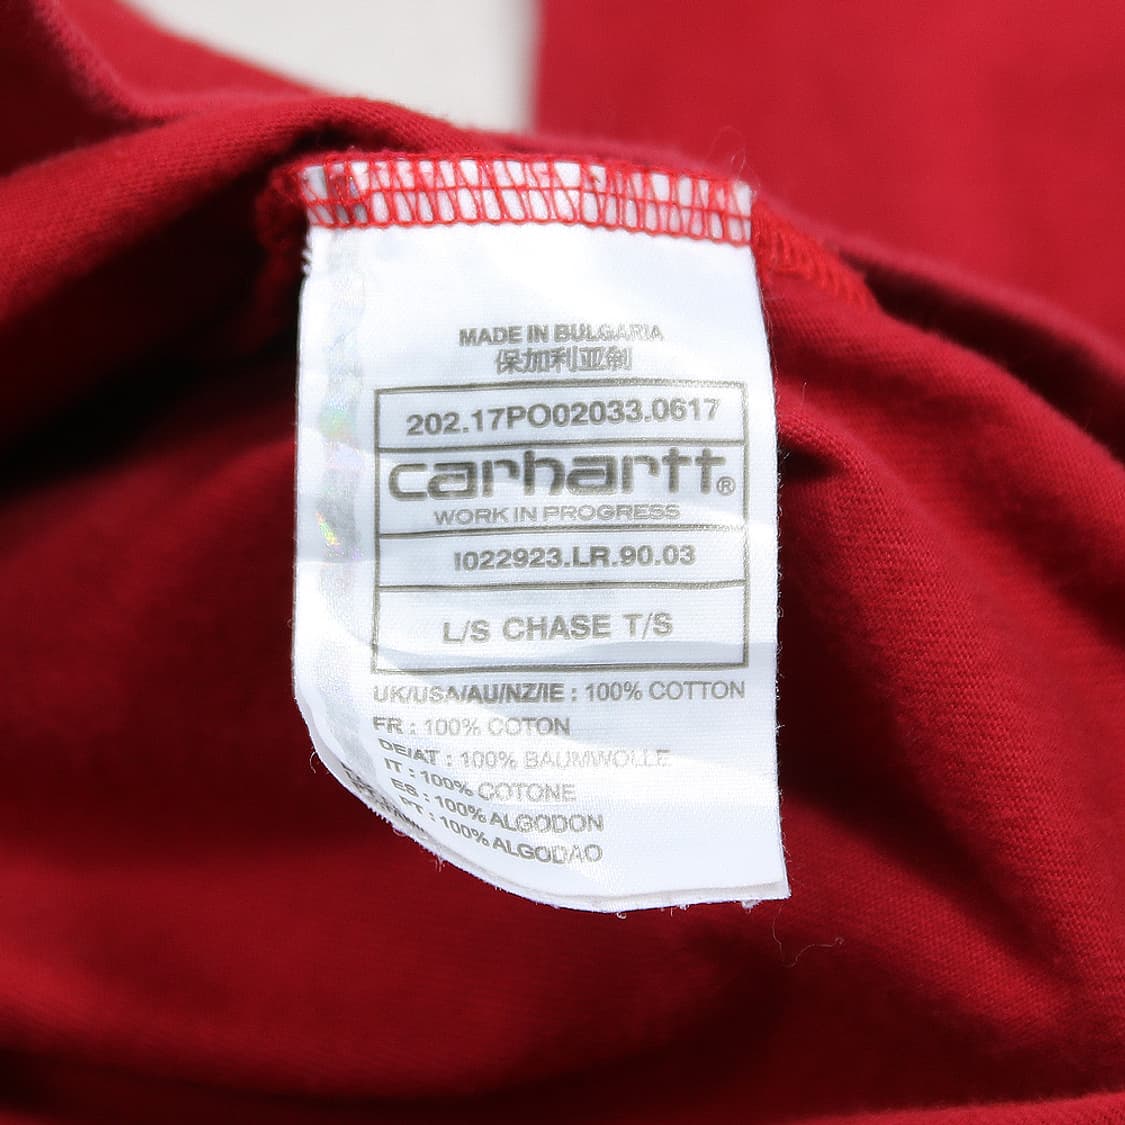 MADE IN BULGARIA
保加利亚制
202.17PO02033.0617
carhartt®
WORK IN PROGRESS
I022923.LR.90.03
L/S CHASE T/S
UK/USA/AU/NZ/IE : 100% COTTON
FR : 100% COTON
DE/AT : 100% BAUMWOLLE
IT : 100% COTONE
ES : 100% ALGODON
PT : 100% ALGODAO